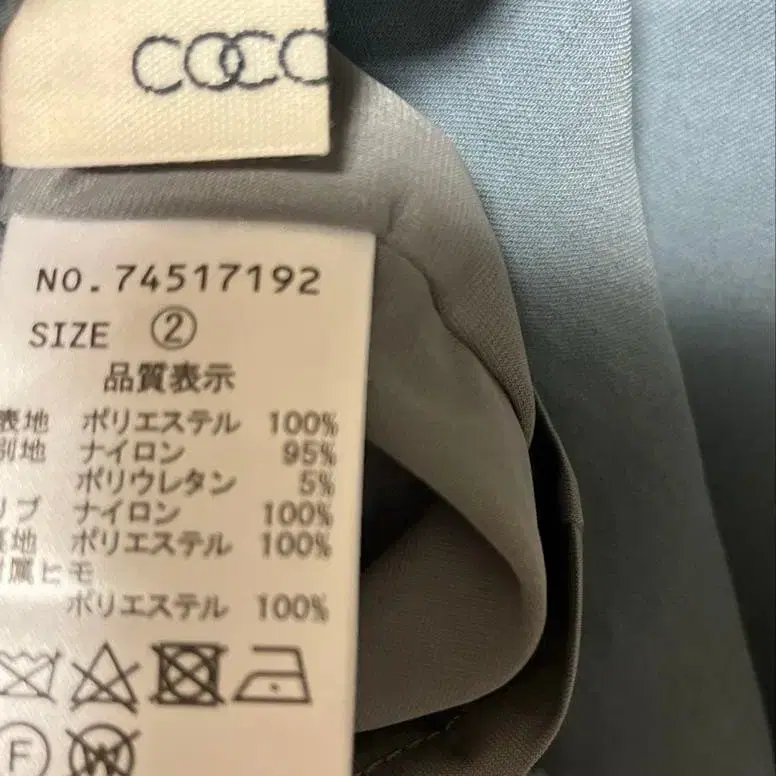 COCO
NO.74517192
SIZE ②
品質表示
表地 ポリエステル 100%
別地 ナイロン 95%
ポリウレタン 5%
リブ ナイロン 100%
裏地 ポリエステル 100%
付属ヒモ
ポリエステル 100%
F W